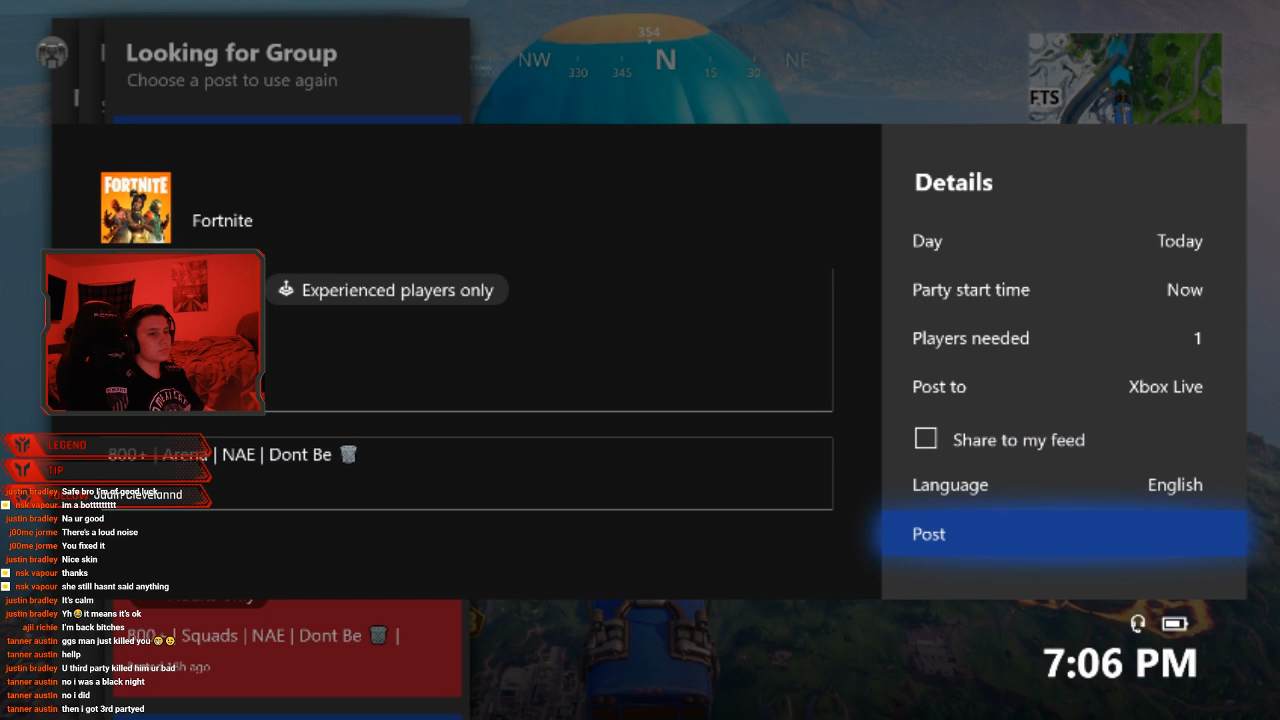 Looking for Group
Choose a post to use again
354
NW 330 345 N 15 30 NE
FTS
FORTNITE
Fortnite
Experienced players only
800+ | Arena | NAE | Dont Be 🗑
Details
Day Today
Party start time Now
Players needed 1
Post to Xbox Live
Share to my feed
Language English
Post
LEGEND
TIP
justin bradley Safe bro I'm of good luck
nsk vapour im a bottttttttt
justin bradley Na ur good
j00me jorme There's a loud noise
j00me jorme You fixed it
justin bradley Nice skin
nsk vapour thanks
nsk vapour she still hasnt said anything
justin bradley It's calm
justin bradley Yh 😂 it means it's ok
ajil richie I'm back bitches
tanner austin ggs man just killed you
tanner austin hellp
justin bradley U third party killed him ur bad
tanner austin no i was a black night
tanner austin no i did
tanner austin then i got 3rd partyed
800+ | Squads | NAE | Dont Be 🗑 |
ago
7:06 PM